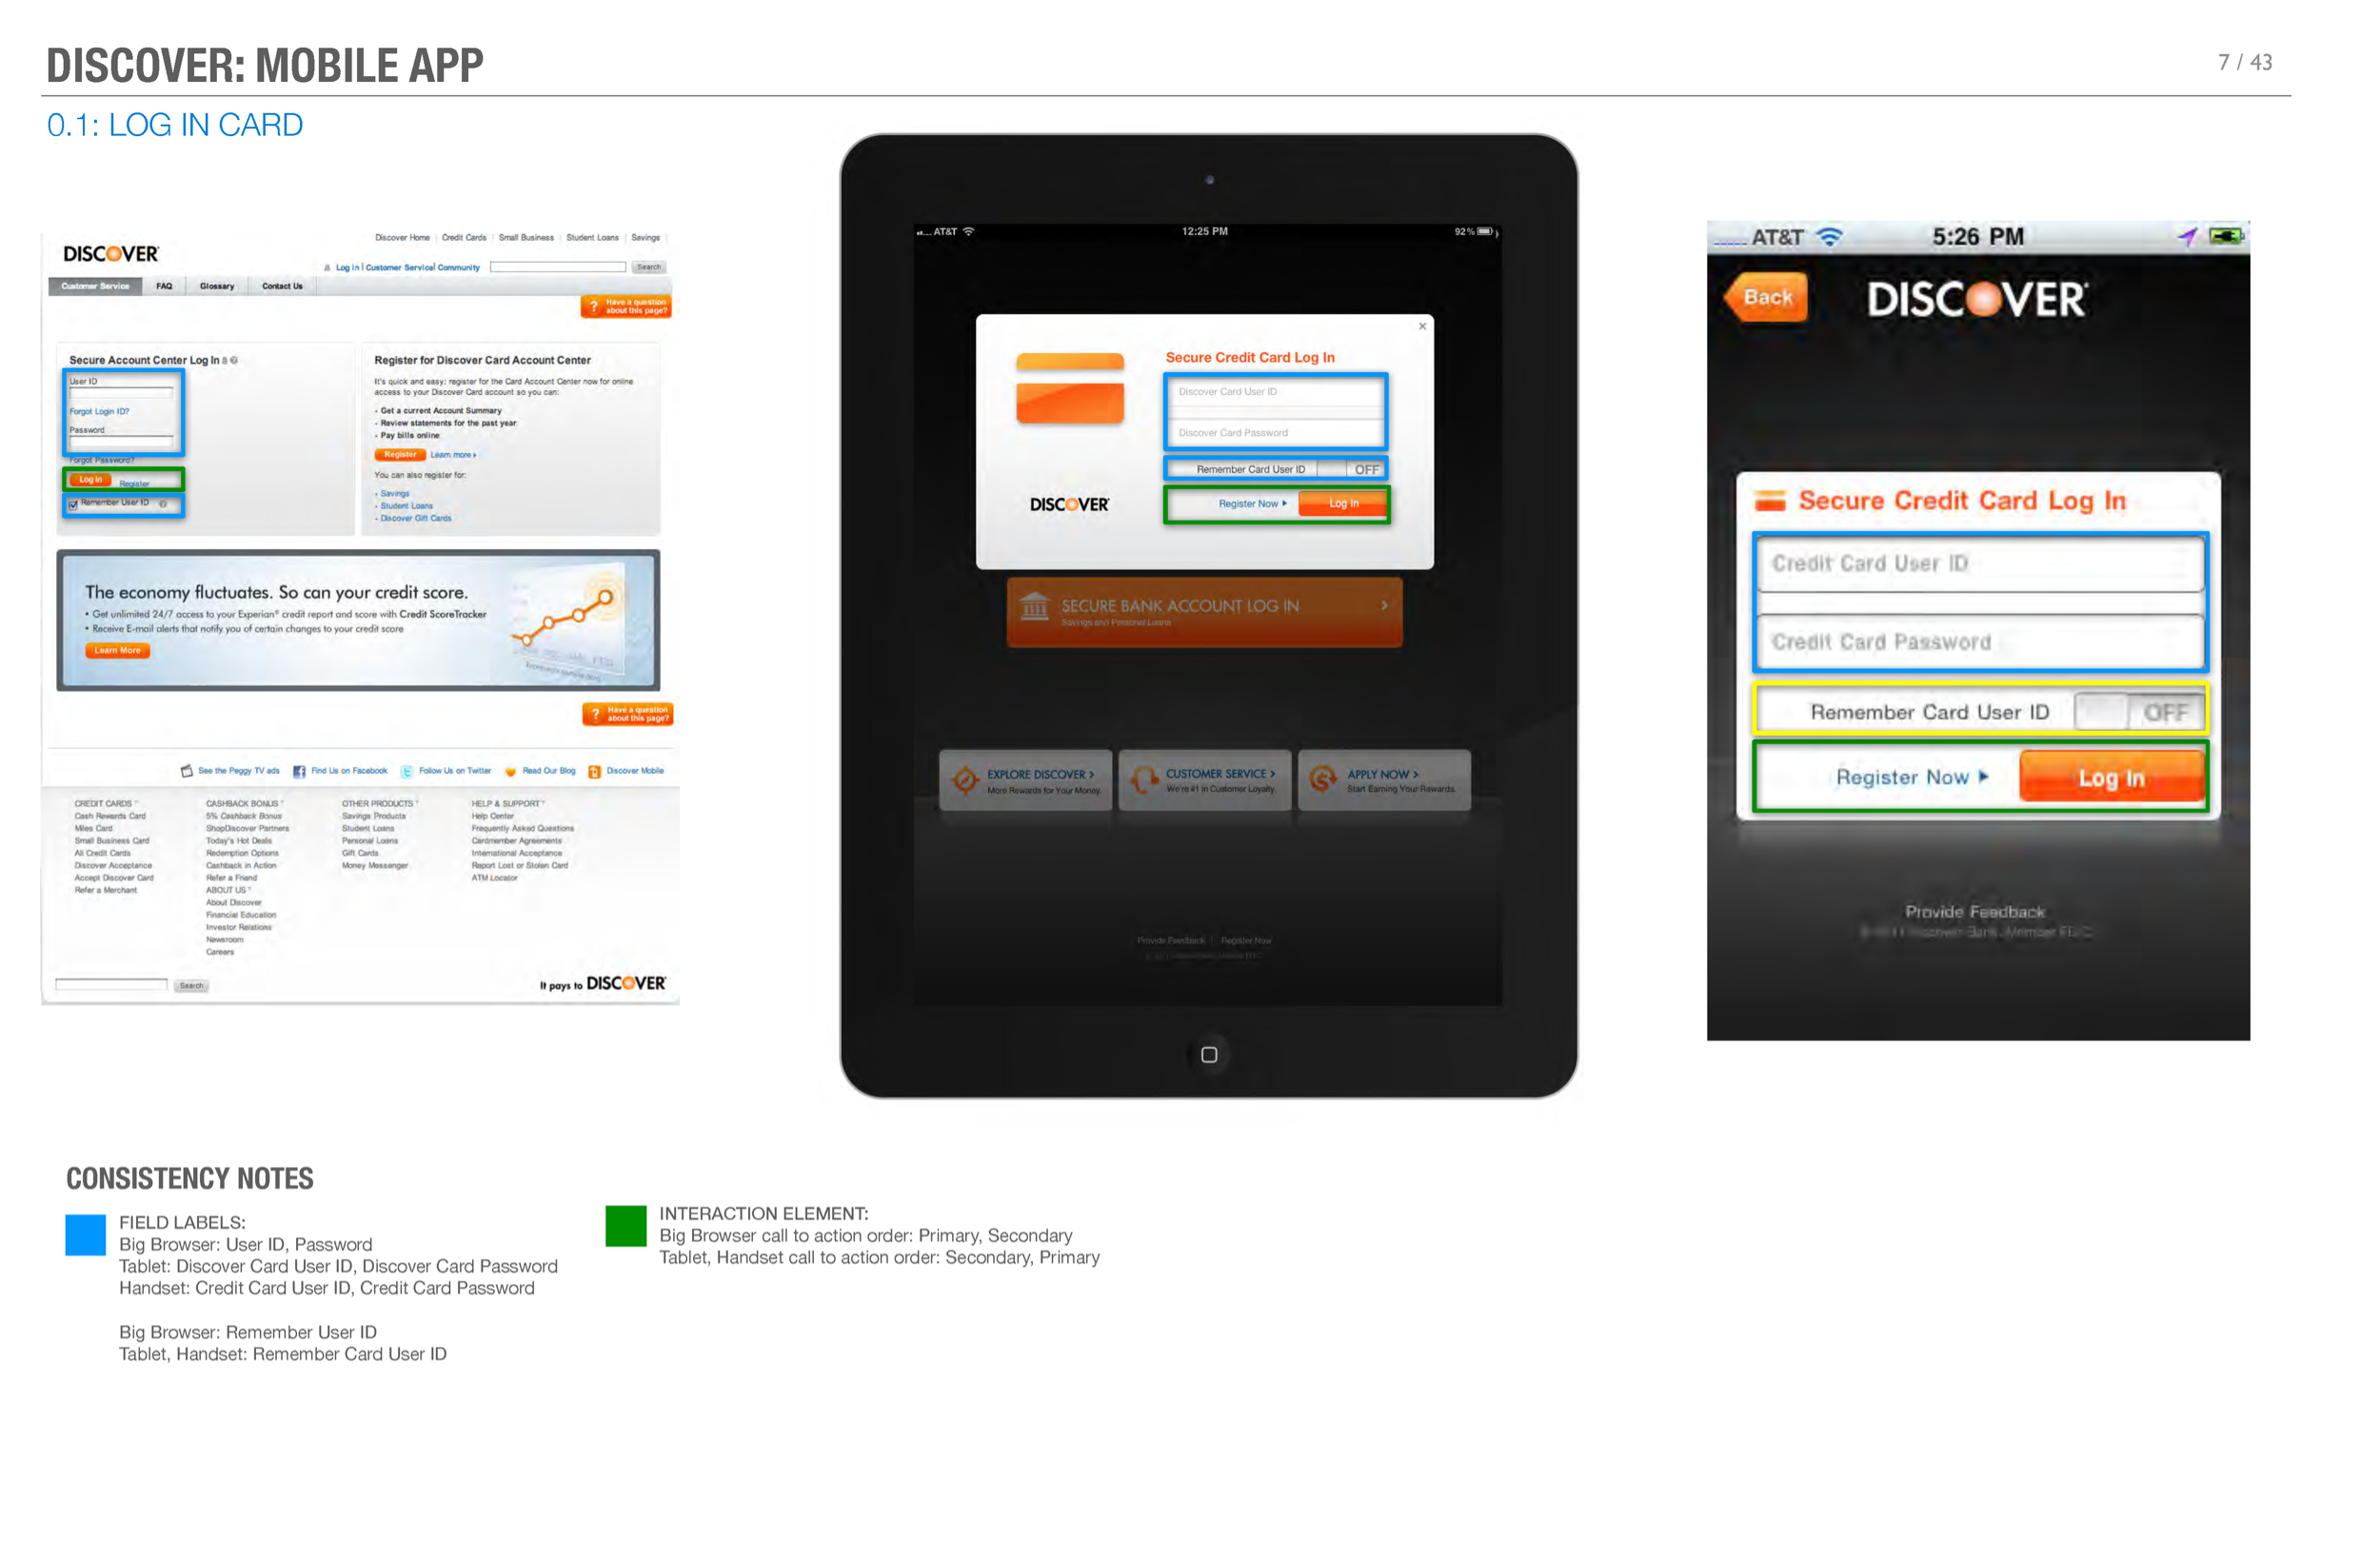 DISCOVER: MOBILE APP
7 / 43
0.1: LOG IN CARD
DISCOVER
Discover Home | Credit Cards | Small Business | Student Loans | Savings
Log In | Customer Service | Community
Search
Customer Service
FAQ
Glossary
Contact Us
? Have a question
about this page?
Secure Account Center Log In
User ID
Forgot Login ID?
Password
Forgot Password?
Log In
Register
Remember User ID
Register for Discover Card Account Center
It's quick and easy: register for the Card Account Center now for online
access to your Discover Card account so you can:
• Get a current Account Summary
• Review statements for the past year
• Pay bills online
Register
Learn more
You can also register for:
• Savings
• Student Loans
• Discover Gift Cards
The economy fluctuates. So can your credit score.
• Get unlimited 24/7 access to your Experian® credit report and score with Credit ScoreTracker
• Receive E-mail alerts that notify you of certain changes to your credit score
Learn More
? Have a question
about this page?
See the Peggy TV ads
Find Us on Facebook
Follow Us on Twitter
Read Our Blog
Discover Mobile
CREDIT CARDS
Cash Rewards Card
Miles Card
Small Business Card
All Credit Cards
Discover Acceptance
Accept Discover Card
Refer a Merchant
CASHBACK BONUS
5% Cashback Bonus
ShopDiscover Partners
Today's Hot Deals
Redemption Options
Cashback in Action
Refer a Friend
ABOUT US
About Discover
Financial Education
Investor Relations
Newsroom
Careers
OTHER PRODUCTS
Savings Products
Student Loans
Personal Loans
Gift Cards
Money Messenger
HELP & SUPPORT
Help Center
Frequently Asked Questions
Cardmember Agreements
International Acceptance
Report Lost or Stolen Card
ATM Locator
Search
It pays to DISCOVER
AT&T
12:25 PM
92%
Secure Credit Card Log In
Discover Card User ID
Discover Card Password
Remember Card User ID
OFF
DISCOVER
Register Now
Log In
SECURE BANK ACCOUNT LOG IN
Savings and Personal Loans
EXPLORE DISCOVER >
More Rewards for Your Money.
CUSTOMER SERVICE >
We're #1 in Customer Loyalty.
APPLY NOW >
Start Earning Your Rewards.
Provide Feedback | Register Now
AT&T
5:26 PM
Back
DISCOVER
Secure Credit Card Log In
Credit Card User ID
Credit Card Password
Remember Card User ID
OFF
Register Now
Log In
Provide Feedback
CONSISTENCY NOTES
FIELD LABELS:
Big Browser: User ID, Password
Tablet: Discover Card User ID, Discover Card Password
Handset: Credit Card User ID, Credit Card Password
Big Browser: Remember User ID
Tablet, Handset: Remember Card User ID
INTERACTION ELEMENT:
Big Browser call to action order: Primary, Secondary
Tablet, Handset call to action order: Secondary, Primary